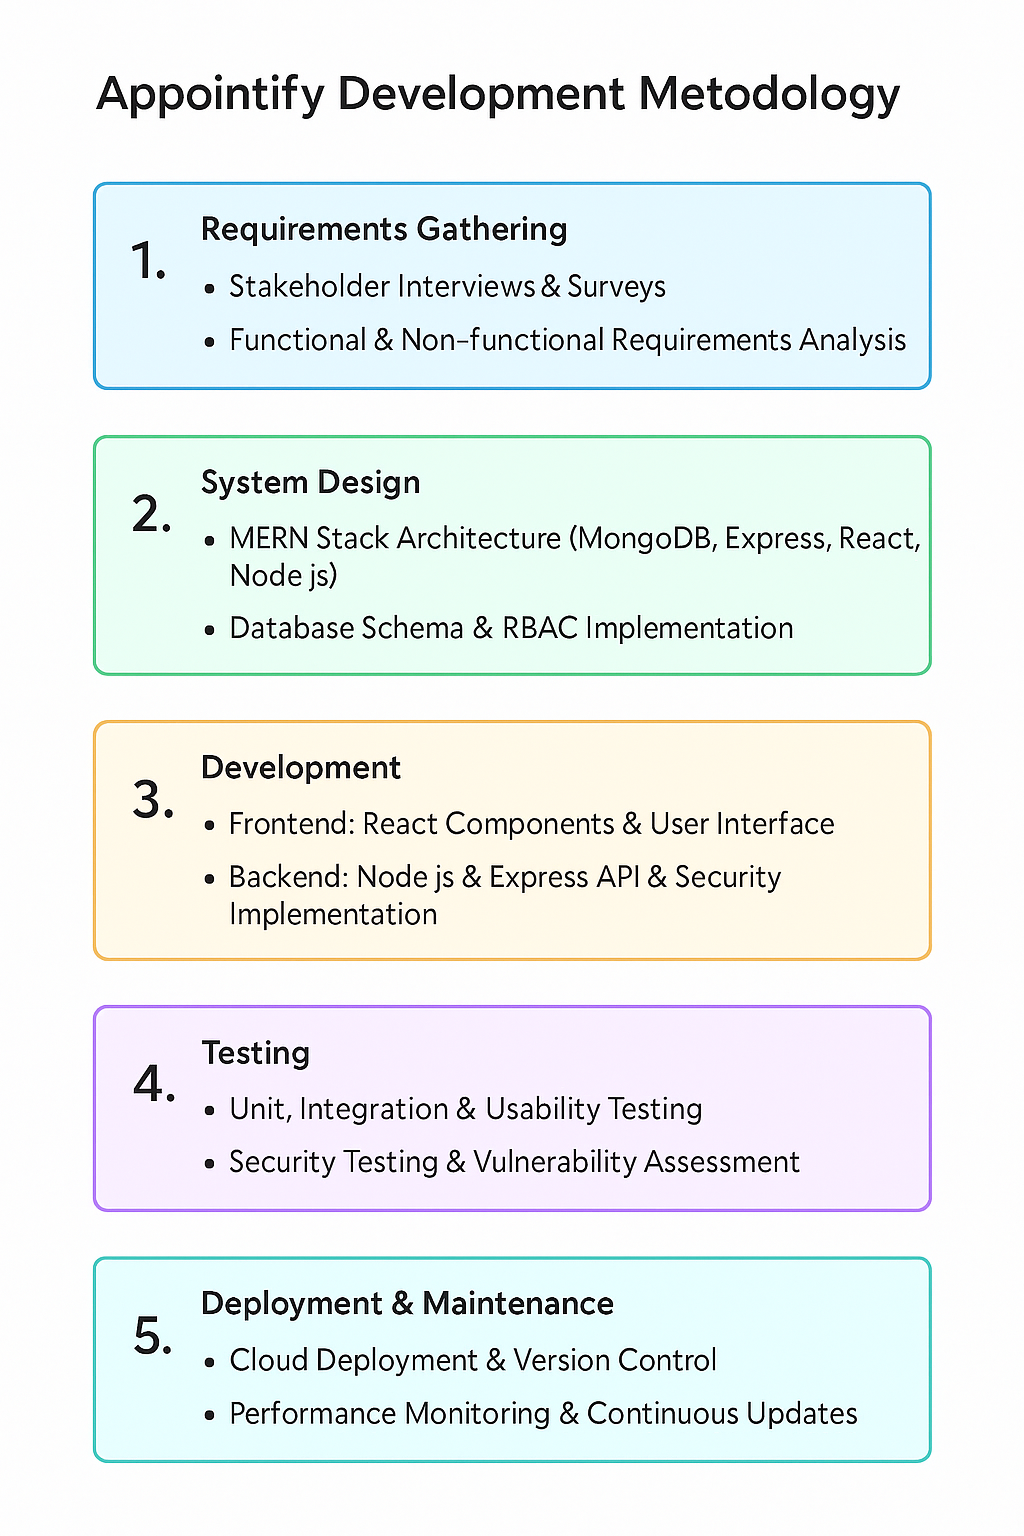 Appointify Development Metodology
1.
Requirements Gathering
• Stakeholder Interviews & Surveys
• Functional & Non-functional Requirements Analysis
2.
System Design
• MERN Stack Architecture (MongoDB, Express, React,
Node js)
• Database Schema & RBAC Implementation
3.
Development
• Frontend: React Components & User Interface
• Backend: Node js & Express API & Security
Implementation
4.
Testing
• Unit, Integration & Usability Testing
• Security Testing & Vulnerability Assessment
5.
Deployment & Maintenance
• Cloud Deployment & Version Control
• Performance Monitoring & Continuous Updates